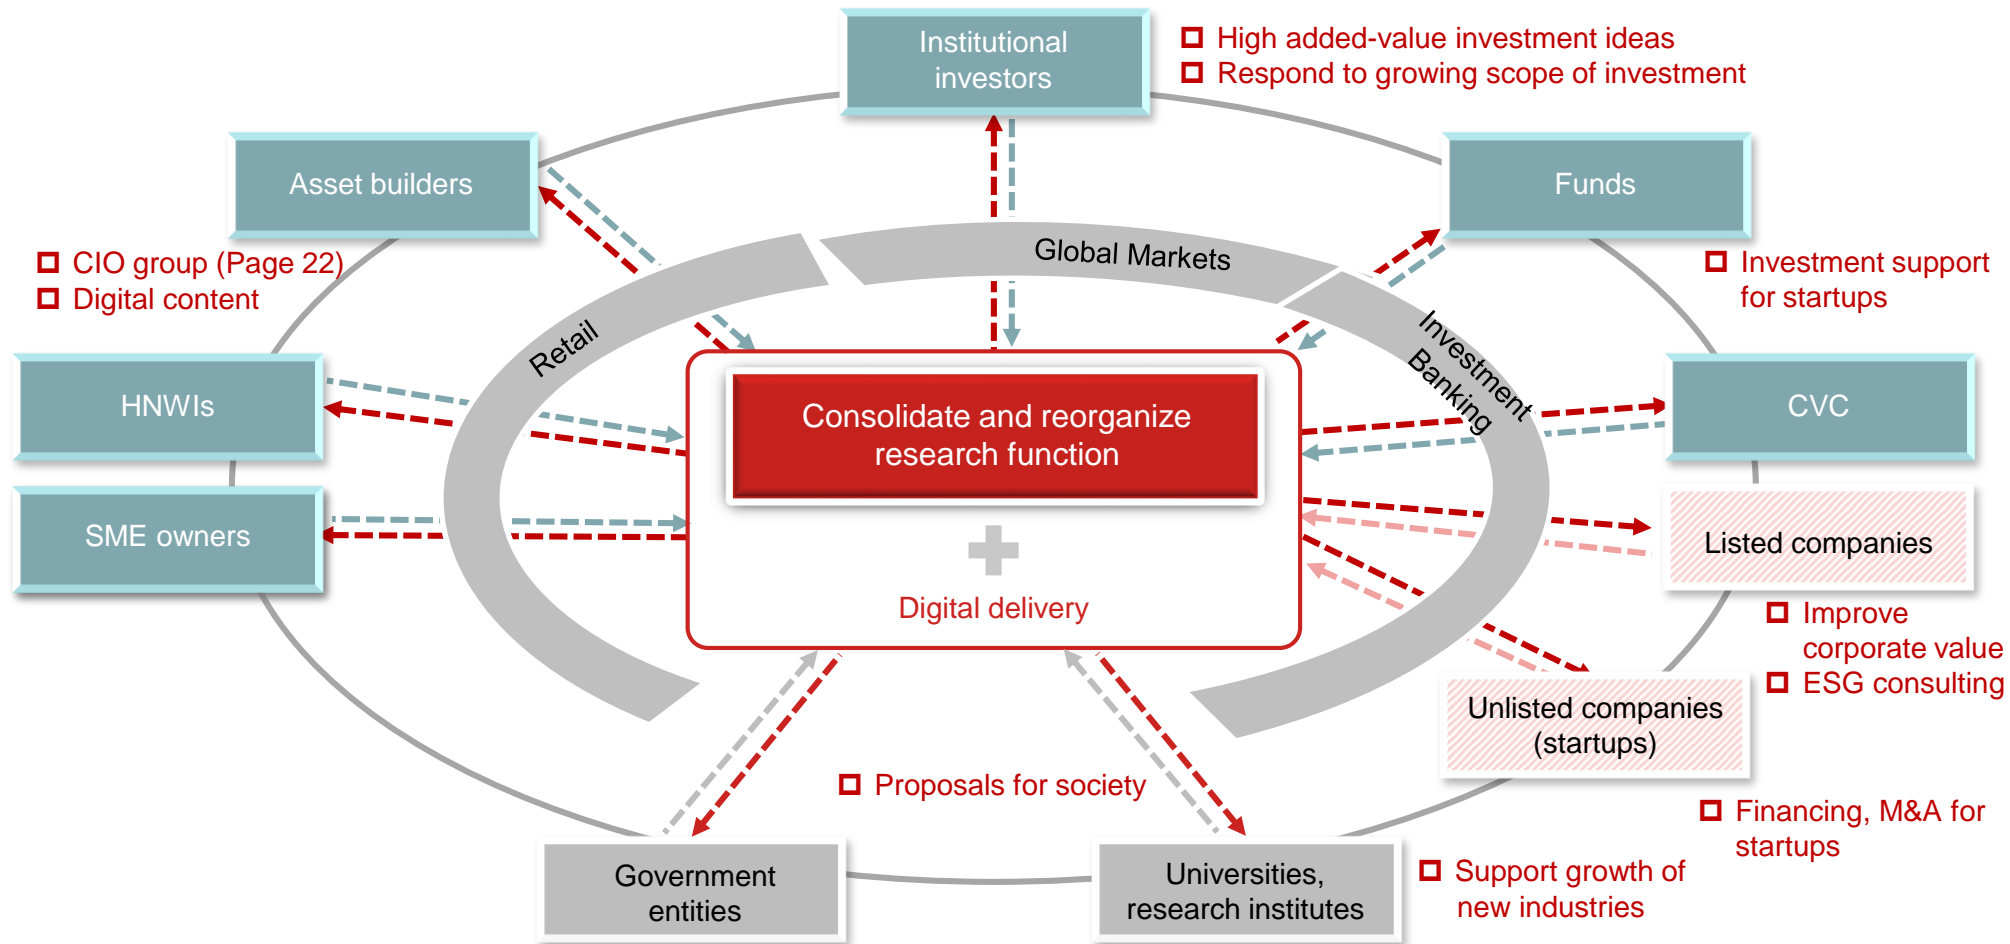 Institutional
investors
High added-value investment ideas
Respond to growing scope of investment
Asset builders
Funds
CIO group (Page 22)
Digital content
Global Markets
Investment support
for startups
Retail
Investment
Banking
HNWIs
Consolidate and reorganize
research function
CVC
SME owners
Listed companies
Digital delivery
Improve
corporate value
ESG consulting
Unlisted companies
(startups)
Proposals for society
Financing, M&A for
startups
Government
entities
Universities,
research institutes
Support growth of
new industries